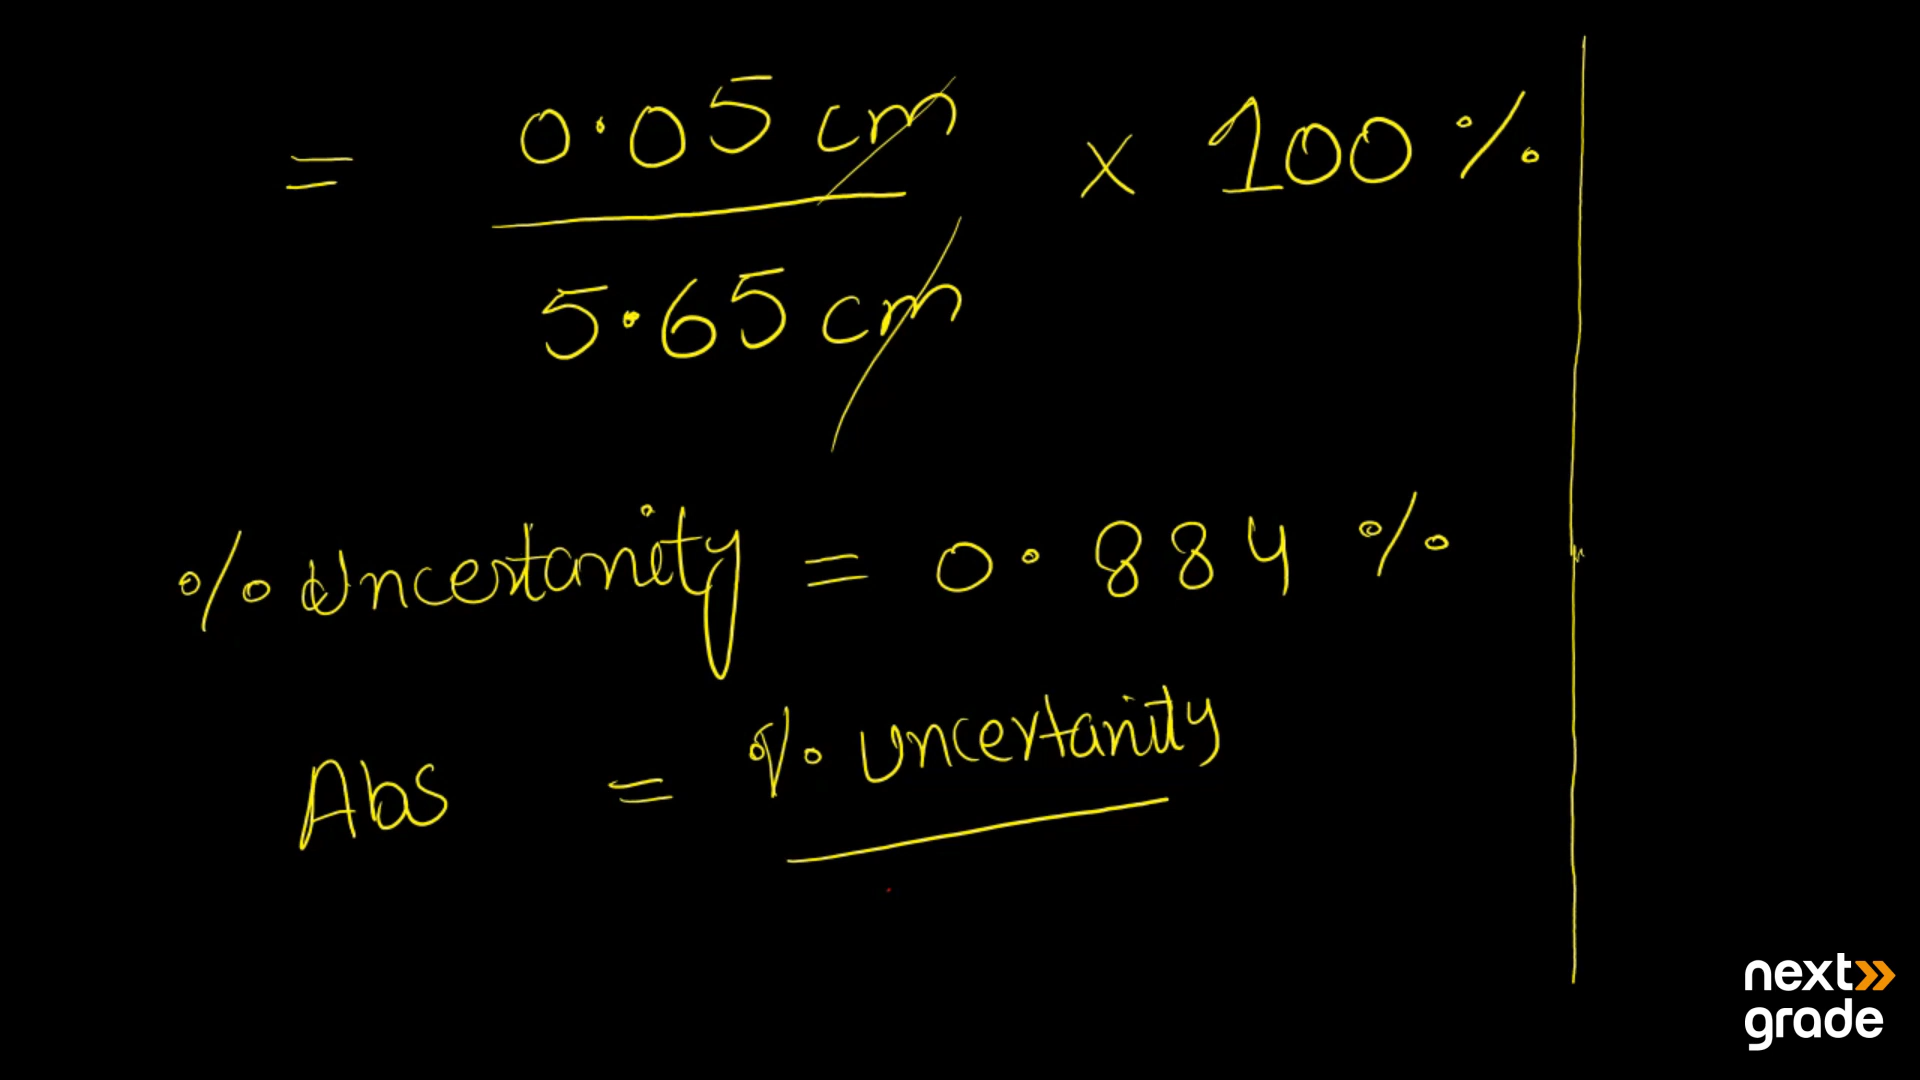 = 0.05 cm × 100 %
5.65 cm
% Uncertanity = 0.884 %
Abs = % Uncertanity
next
grade